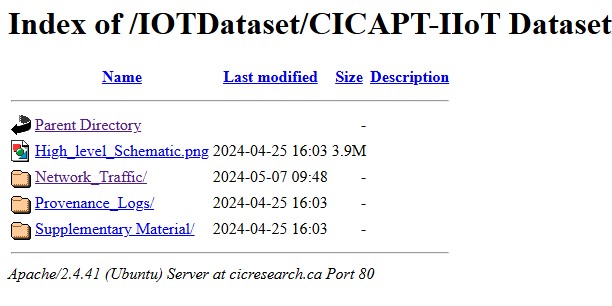 Index of /IOTDataset/CICAPT-IIoT Dataset
Name Last modified Size Description
Parent Directory -
High_level_Schematic.png 2024-04-25 16:03 3.9M
Network_Traffic/ 2024-05-07 09:48 -
Provenance_Logs/ 2024-04-25 16:03 -
Supplementary Material/ 2024-04-25 16:03 -
Apache/2.4.41 (Ubuntu) Server at cicresearch.ca Port 80